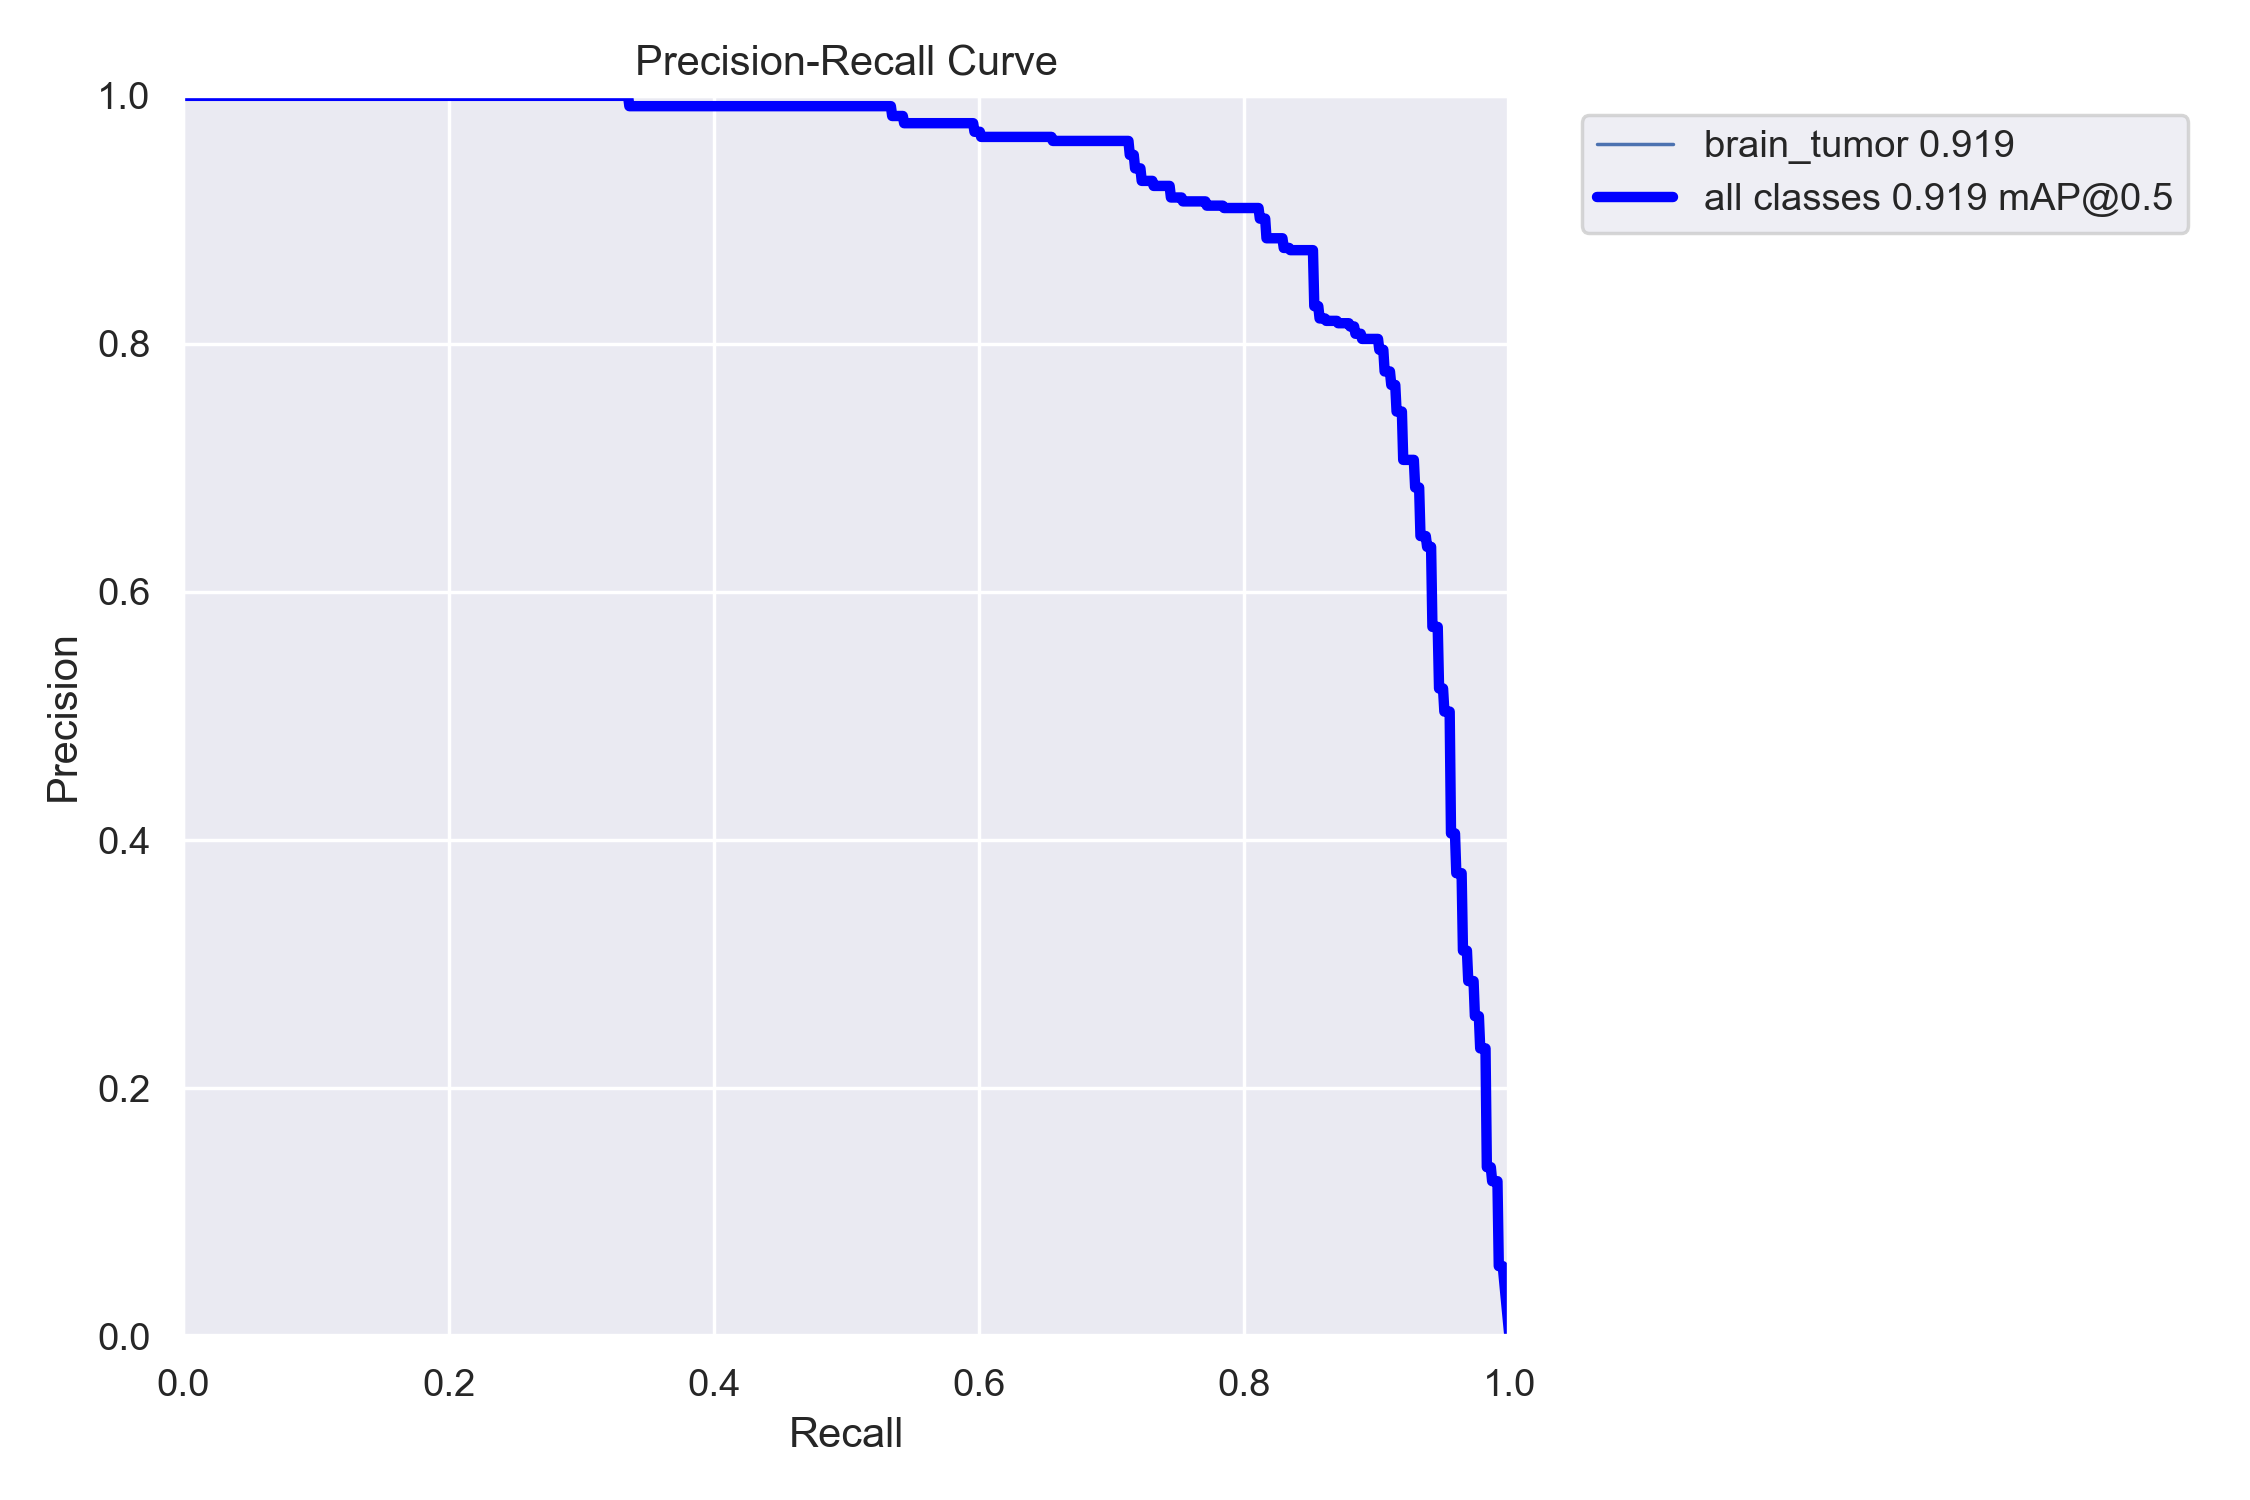 Precision-Recall Curve
brain_tumor 0.919
all classes 0.919 mAP@0.5
1.0
0.8
0.6
0.4
0.2
0.0
Precision
0.0 0.2 0.4 0.6 0.8 1.0
Recall